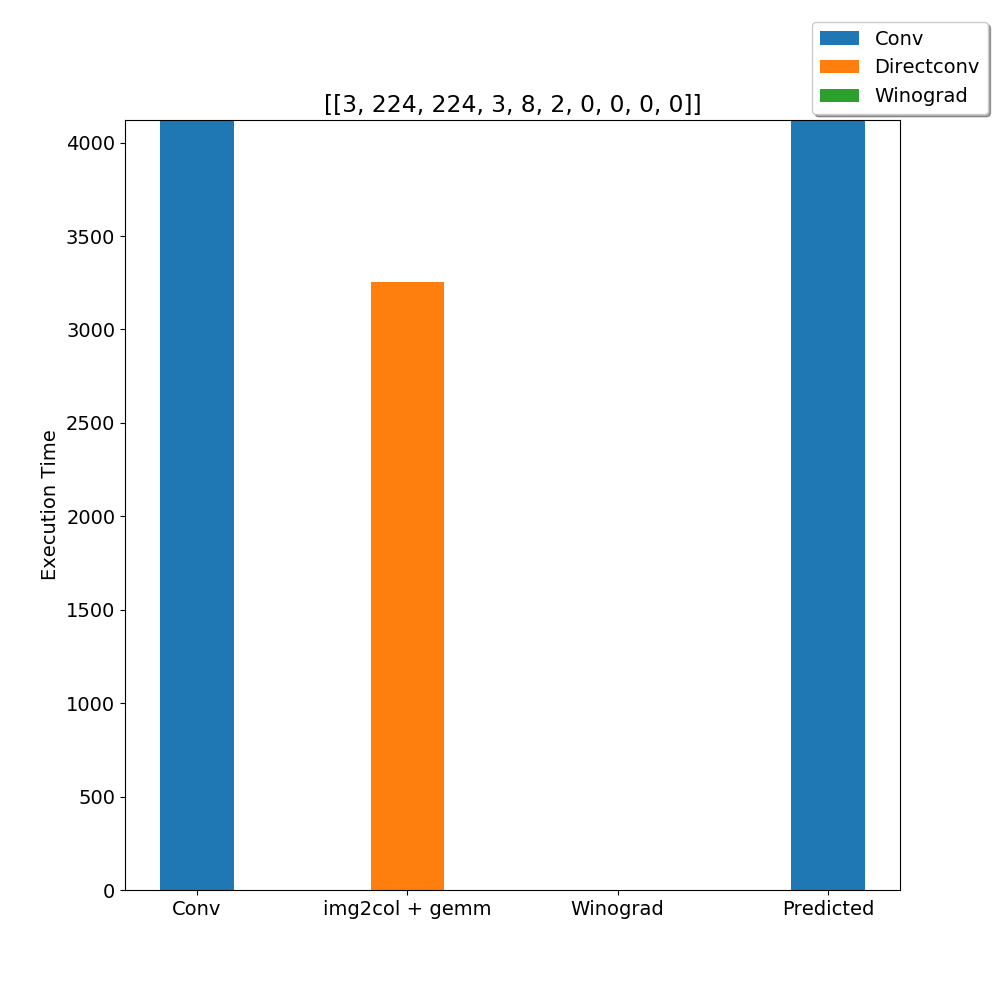 Conv
Directconv
Winograd
[[3, 224, 224, 3, 8, 2, 0, 0, 0, 0]]
4000
3500
3000
2500
2000
1500
1000
500
0
Execution Time
Conv
img2col + gemm
Winograd
Predicted